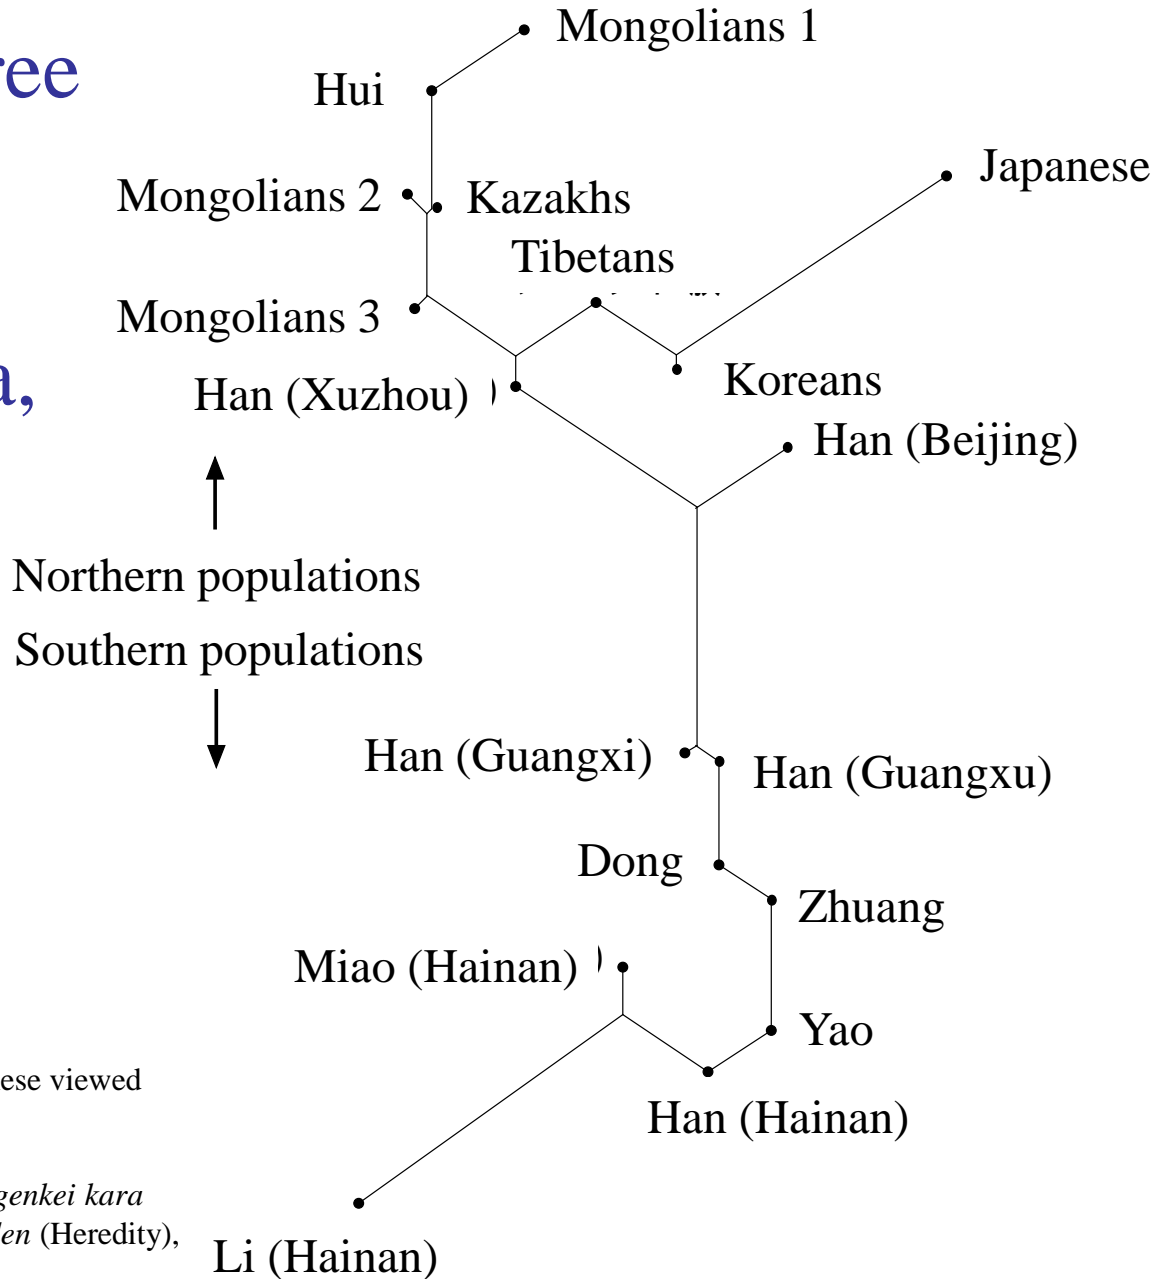 Mongolians 1
ree
Hui
Japanese
Mongolians 2
Kazakhs
Tibetans
Mongolians 3
a,
Koreans
Han (Xuzhou) )
Han (Beijing)
Northern populations
Southern populations
Han (Guangxi)
Han (Guangxu)
Dong
Zhuang
Miao (Hainan) )
Yao
ese viewed
Han (Hainan)
genkei kara
den (Heredity),
Li (Hainan)